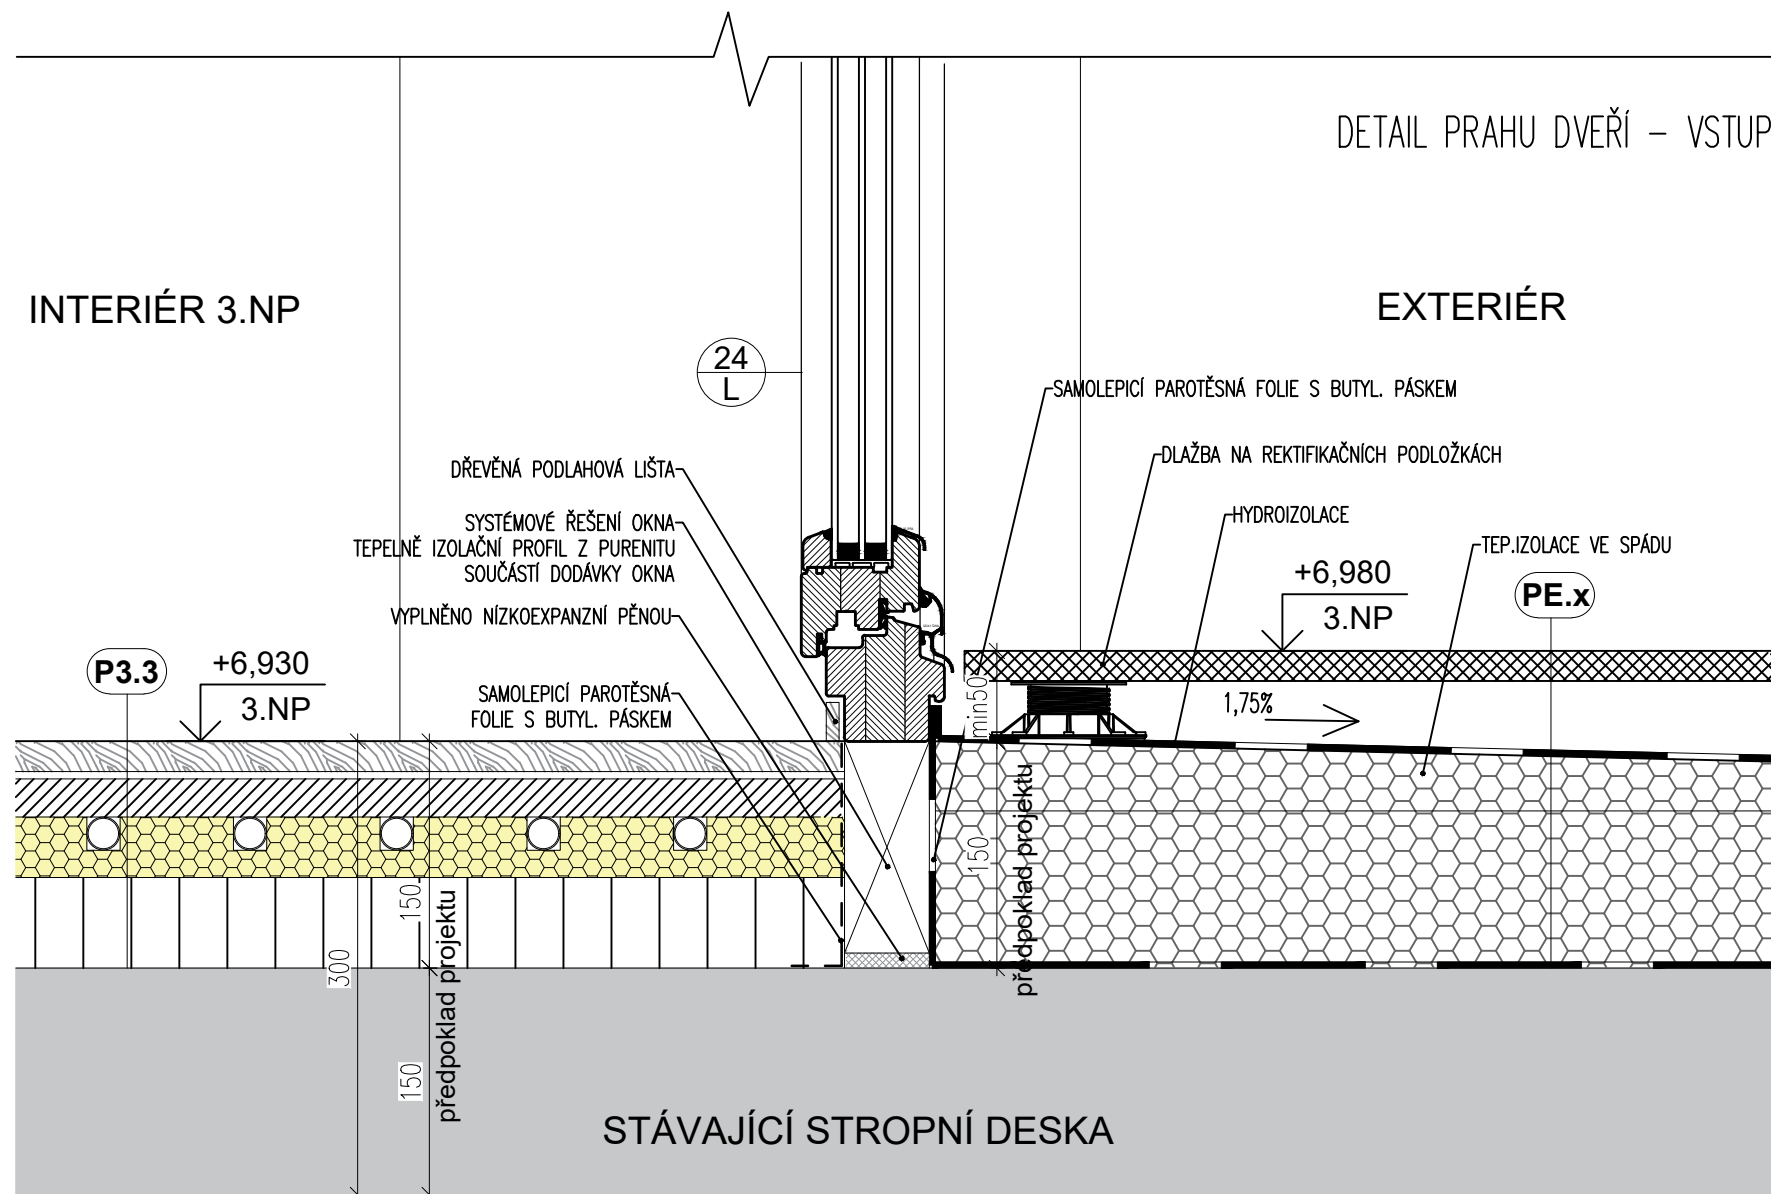 DETAIL PRAHU DVEŘÍ – VSTUP
INTERIÉR 3.NP
EXTERIÉR
24
L
SAMOLEPICÍ PAROTĚSNÁ FOLIE S BUTYL. PÁSKEM
DLAŽBA NA REKTIFIKAČNÍCH PODLOŽKÁCH
HYDROIZOLACE
TEP.IZOLACE VE SPÁDU
DŘEVĚNÁ PODLAHOVÁ LIŠTA
SYSTÉMOVÉ ŘEŠENÍ OKNA
TEPELNĚ IZOLAČNÍ PROFIL Z PURENITU
SOUČÁSTÍ DODÁVKY OKNA
VYPLNĚNO NÍZKOEXPANZNÍ PĚNOU
SAMOLEPICÍ PAROTĚSNÁ
FOLIE S BUTYL. PÁSKEM
+6,980
3.NP
PE.x
P3.3
+6,930
3.NP
min50
1,75%
150
předpoklad projektu
300
150
150
předpoklad projektu
STÁVAJÍCÍ STROPNÍ DESKA